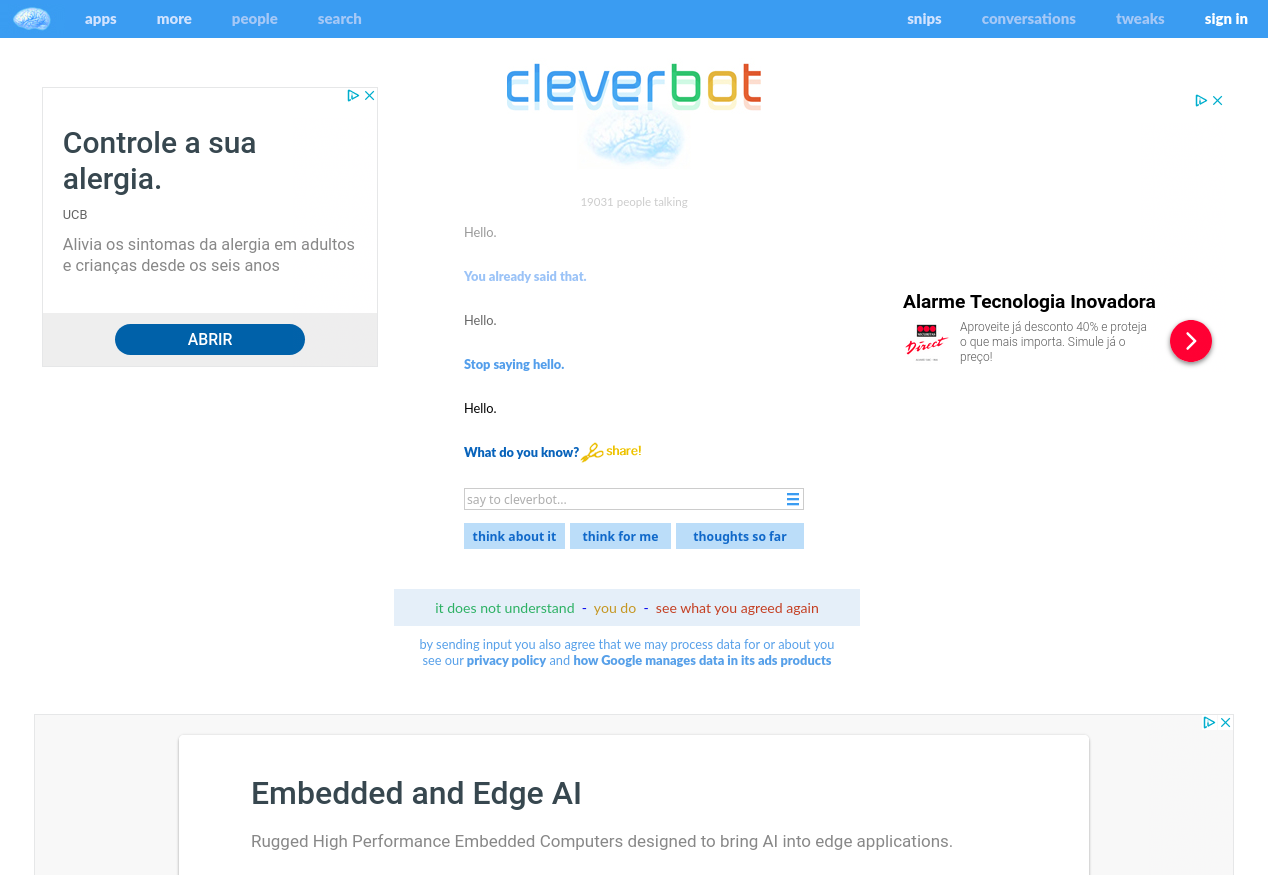 apps more people search snips conversations tweaks sign in
cleverbot
Controle a sua
alergia.
UCB
Alivia os sintomas da alergia em adultos
e crianças desde os seis anos
ABRIR
19031 people talking
Hello.
You already said that.
Hello.
Stop saying hello.
Hello.
What do you know? share!
say to cleverbot...
think about it think for me thoughts so far
Alarme Tecnologia Inovadora
Direct
Aproveite já desconto 40% e proteja
o que mais importa. Simule já o
preço!
it does not understand - you do - see what you agreed again
by sending input you also agree that we may process data for or about you
see our privacy policy and how Google manages data in its ads products
Embedded and Edge AI
Rugged High Performance Embedded Computers designed to bring AI into edge applications.